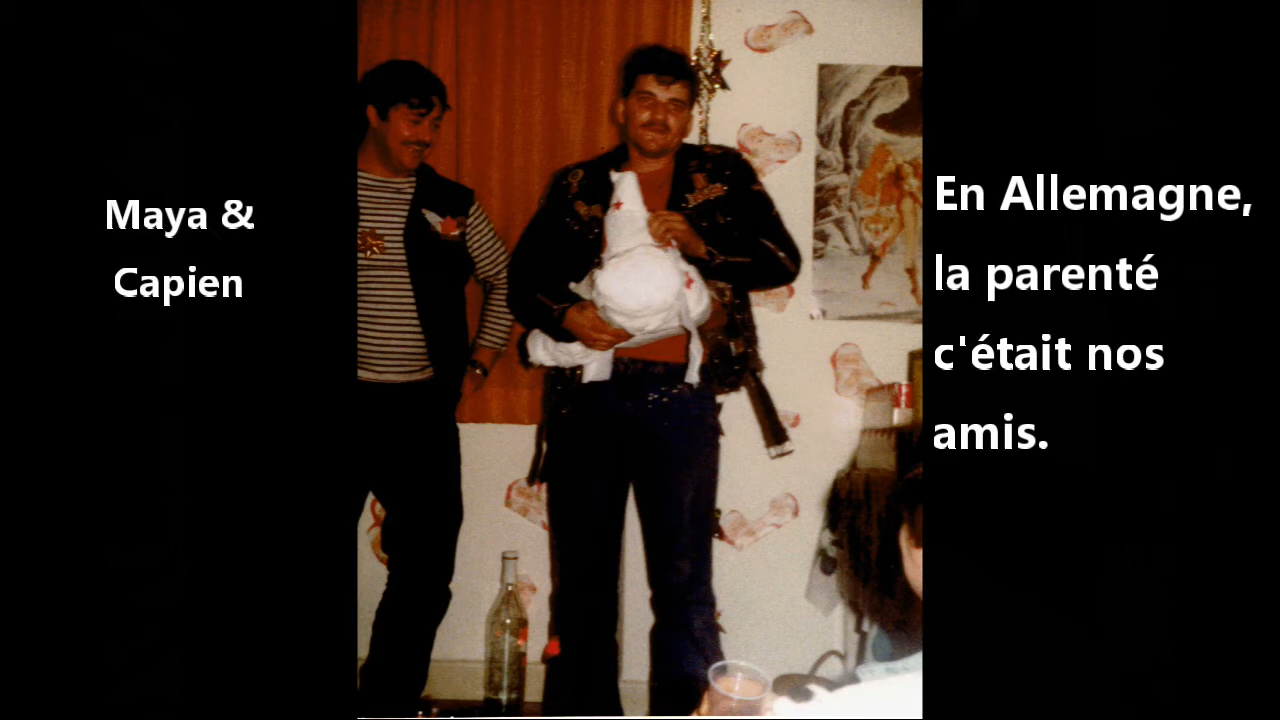 Maya &
Capien
En Allemagne,
la parenté
c'était nos
amis.